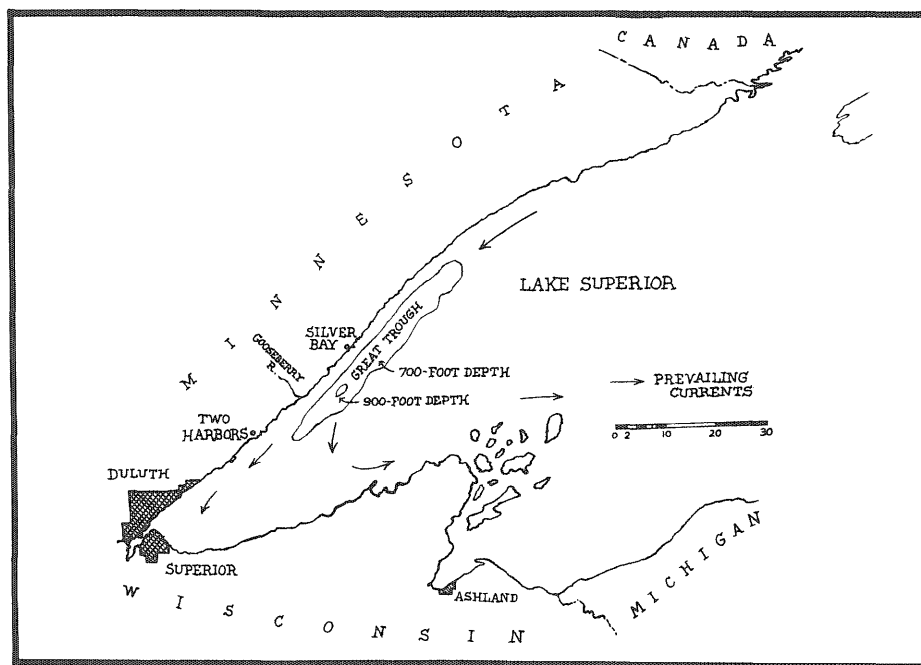 CANADA
MINNESOTA
LAKE SUPERIOR
SILVER
BAY
GREAT TROUGH
GOOSEBERRY
R.
700-FOOT DEPTH
900-FOOT DEPTH
PREVAILING
CURRENTS
0 2 10 20 30
TWO
HARBORS
DULUTH
SUPERIOR
ASHLAND
MICHIGAN
WISCONSIN